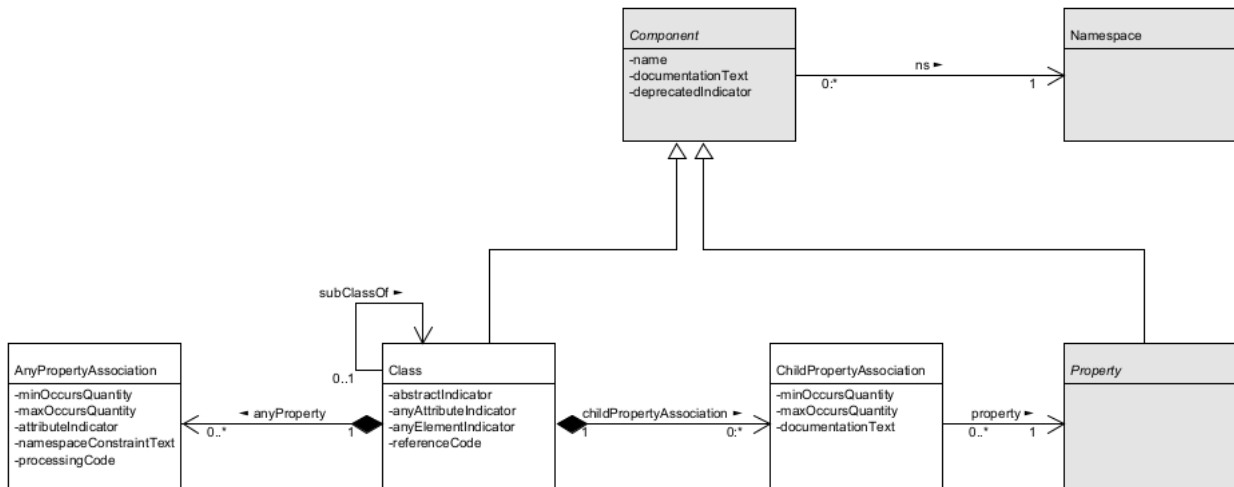 Component
-name
-documentationText
-deprecatedIndicator
ns ►
0:*
1
Namespace
subClassOf ►
0..1
AnyPropertyAssociation
-minOccursQuantity
-maxOccursQuantity
-attributeIndicator
-namespaceConstraintText
-processingCode
◄ anyProperty
0..*
1
Class
-abstractIndicator
-anyAttributeIndicator
-anyElementIndicator
-referenceCode
childPropertyAssociation ►
1
0:*
ChildPropertyAssociation
-minOccursQuantity
-maxOccursQuantity
-documentationText
property ►
0..*
1
Property